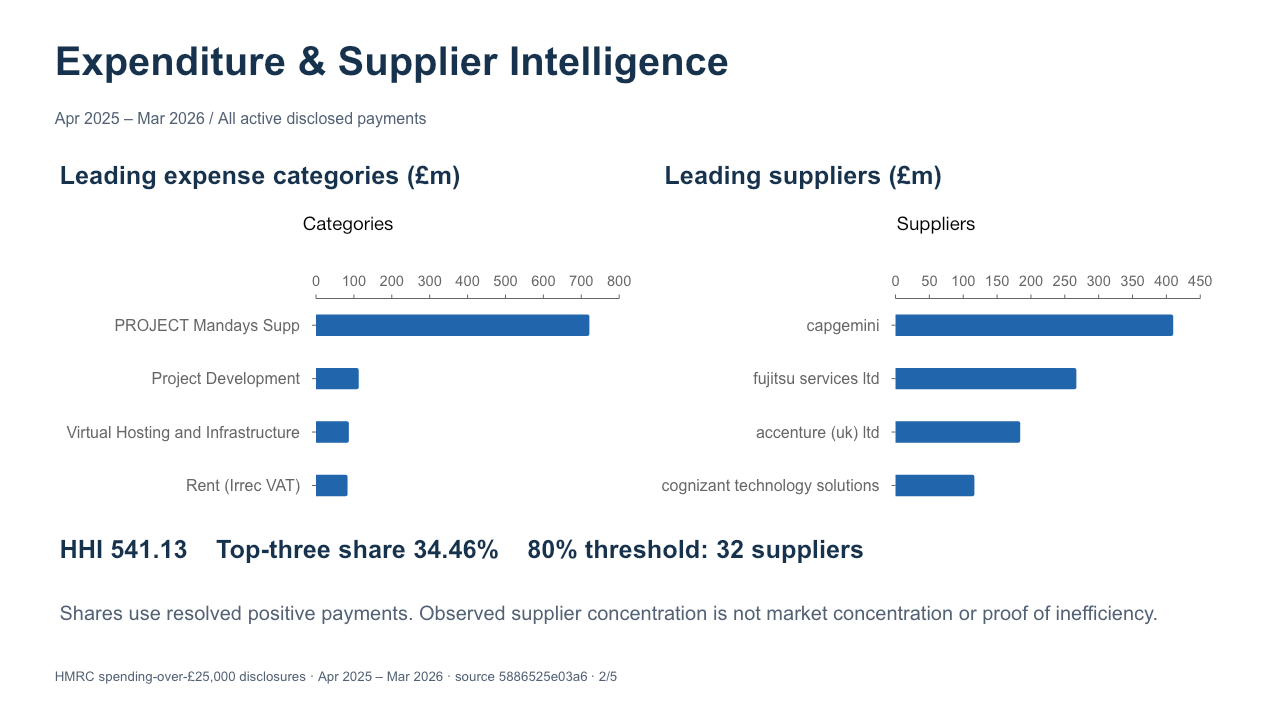 Expenditure & Supplier Intelligence
Apr 2025 – Mar 2026 / All active disclosed payments
Leading expense categories (£m)
Categories
0 100 200 300 400 500 600 700 800
PROJECT Mandays Supp
Project Development
Virtual Hosting and Infrastructure
Rent (Irrec VAT)
Leading suppliers (£m)
Suppliers
0 50 100 150 200 250 300 350 400 450
capgemini
fujitsu services ltd
accenture (uk) ltd
cognizant technology solutions
HHI 541.13 Top-three share 34.46% 80% threshold: 32 suppliers
Shares use resolved positive payments. Observed supplier concentration is not market concentration or proof of inefficiency.
HMRC spending-over-£25,000 disclosures · Apr 2025 – Mar 2026 · source 5886525e03a6 · 2/5